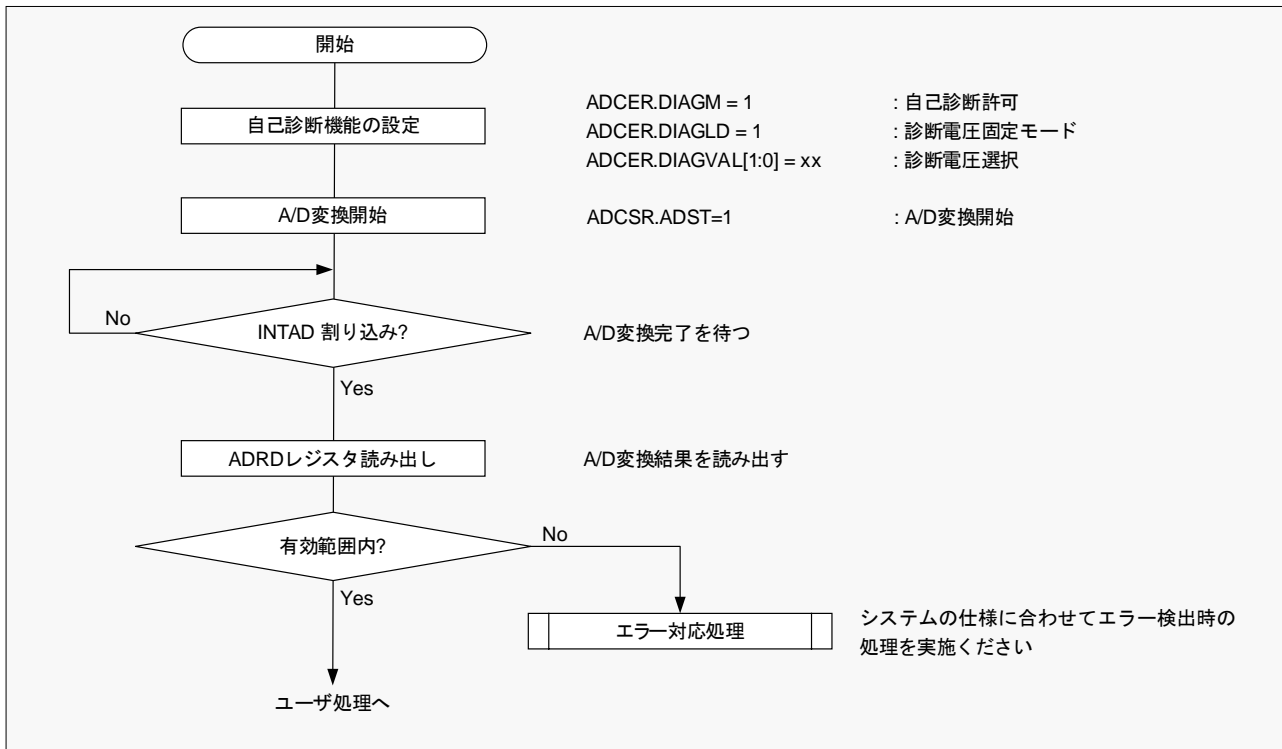 開始
自己診断機能の設定
ADCER.DIAGM = 1 : 自己診断許可
ADCER.DIAGLD = 1 : 診断電圧固定モード
ADCER.DIAGVAL[1:0] = xx : 診断電圧選択
A/D変換開始
ADCSR.ADST=1 : A/D変換開始
No
INTAD 割り込み?
A/D変換完了を待つ
Yes
ADRDレジスタ読み出し
A/D変換結果を読み出す
有効範囲内?
No
Yes
エラー対応処理
システムの仕様に合わせてエラー検出時の
処理を実施ください
ユーザ処理へ